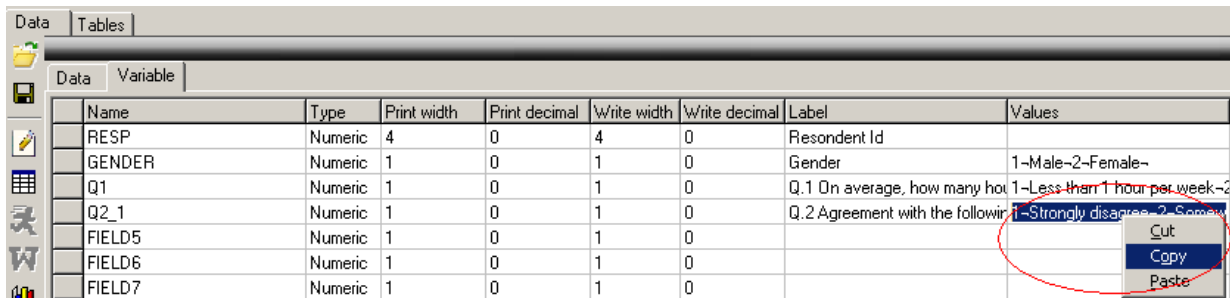 Data Tables
Data Variable
Name Type Print width Print decimal Write width Write decimal Label Values
RESP Numeric 4 0 4 0 Resondent Id
GENDER Numeric 1 0 1 0 Gender 1¬Male¬2¬Female¬
Q1 Numeric 1 0 1 0 Q.1 On average, how many hou 1¬Less than 1 hour per week¬2
Q2_1 Numeric 1 0 1 0 Q.2 Agreement with the followin 1¬Strongly disagree¬2¬Somew
Cut
FIELD5 Numeric 1 0 1 0
FIELD6 Numeric 1 0 1 0 Copy
FIELD7 Numeric 1 0 1 0 Paste